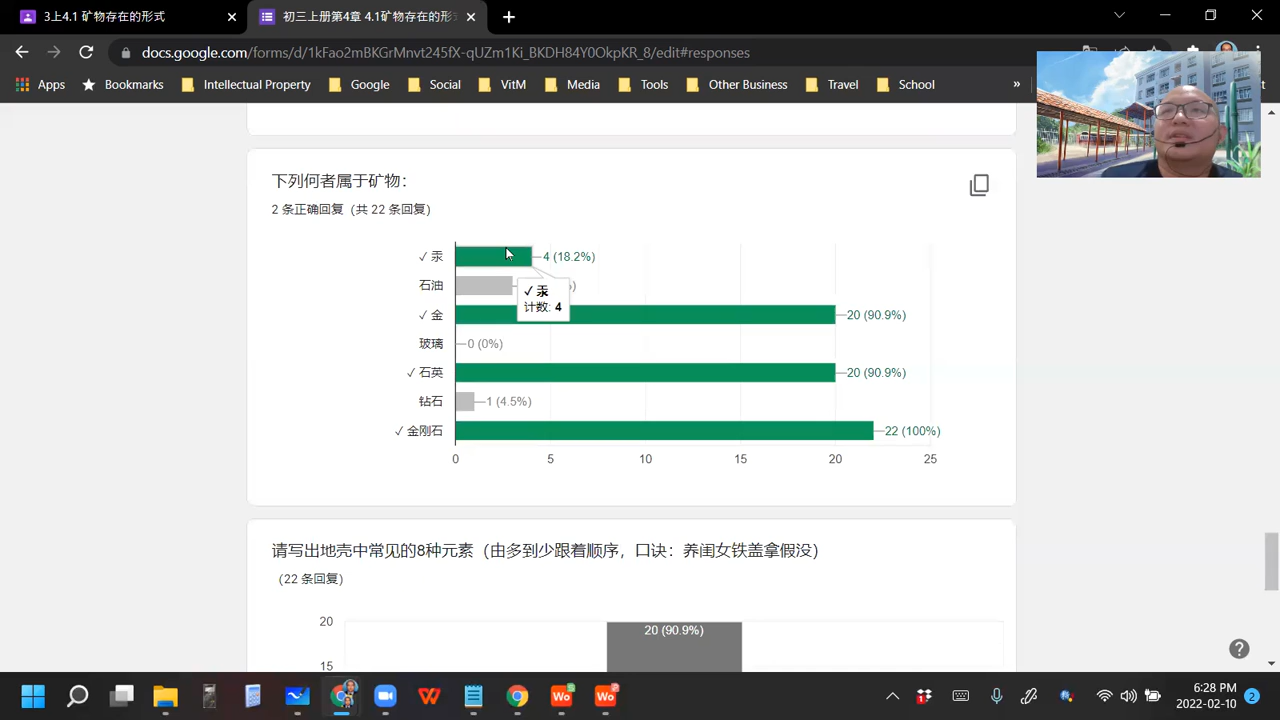 3上4.1 矿物存在的形式
初三上册第4章 4.1矿物存在的形
docs.google.com/forms/d/1kFao2mBKGrMnvt245fX-qUZm1Ki_BKDH84Y0OkpKR_8/edit#responses
Apps Bookmarks Intellectual Property Google Social VitM Media Tools Other Business Travel School »
下列何者属于矿物：
2 条正确回复（共 22 条回复）
✓ 汞 4 (18.2%)
石油
✓ 汞
计数: 4
✓ 金 20 (90.9%)
玻璃 0 (0%)
✓ 石英 20 (90.9%)
钻石 1 (4.5%)
✓ 金刚石 22 (100%)
0 5 10 15 20 25
请写出地壳中常见的8种元素（由多到少跟着顺序，口诀：养闺女铁盖拿假没）
（22 条回复）
20
20 (90.9%)
15
6:28 PM
2022-02-10
2